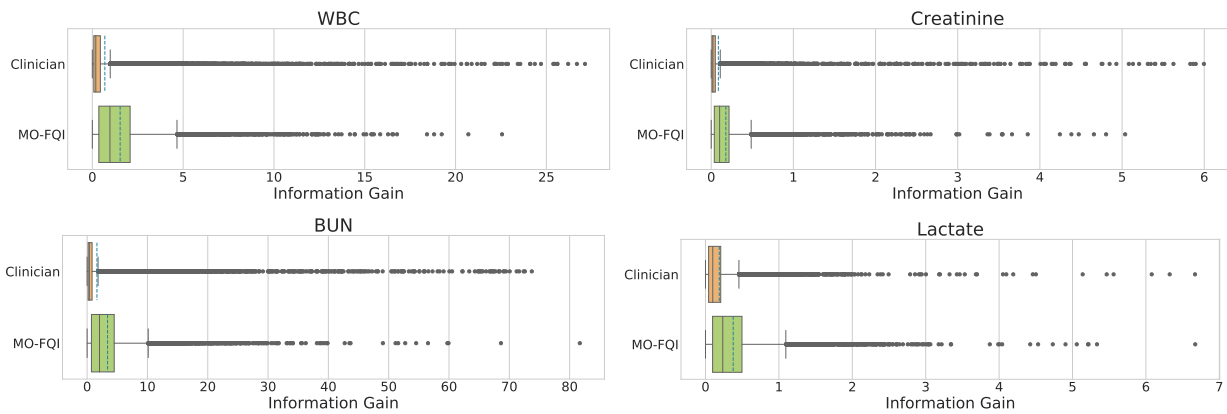 WBC
Clinician
MO-FQI
0 5 10 15 20 25
Information Gain
Creatinine
Clinician
MO-FQI
0 1 2 3 4 5 6
Information Gain
BUN
Clinician
MO-FQI
0 10 20 30 40 50 60 70 80
Information Gain
Lactate
Clinician
MO-FQI
0 1 2 3 4 5 6 7
Information Gain